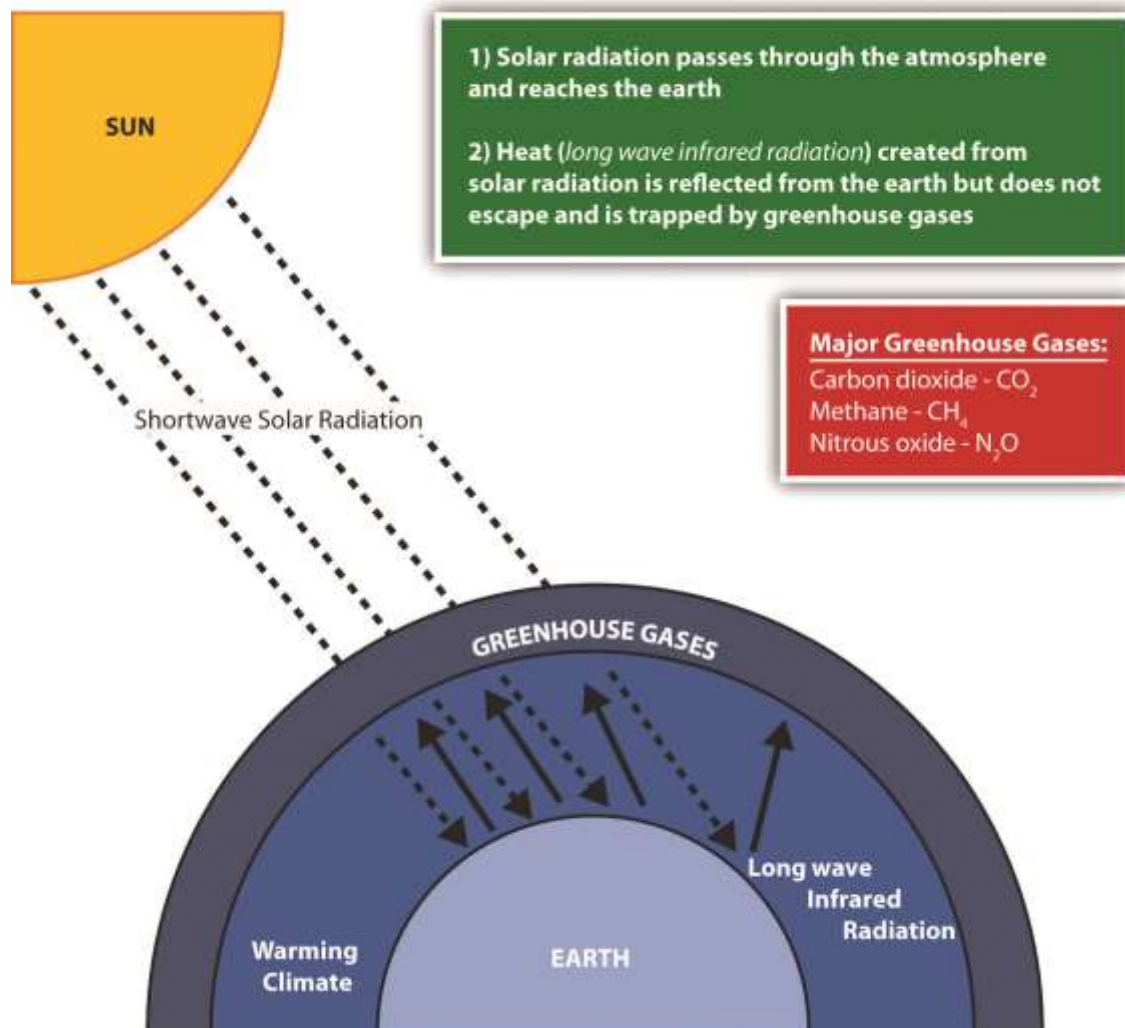 SUN
1) Solar radiation passes through the atmosphere
and reaches the earth
2) Heat (long wave infrared radiation) created from
solar radiation is reflected from the earth but does not
escape and is trapped by greenhouse gases
Major Greenhouse Gases:
Carbon dioxide - CO₂
Methane - CH₄
Nitrous oxide - N₂O
Shortwave Solar Radiation
GREENHOUSE GASES
Long wave
Infrared
Radiation
Warming
Climate
EARTH